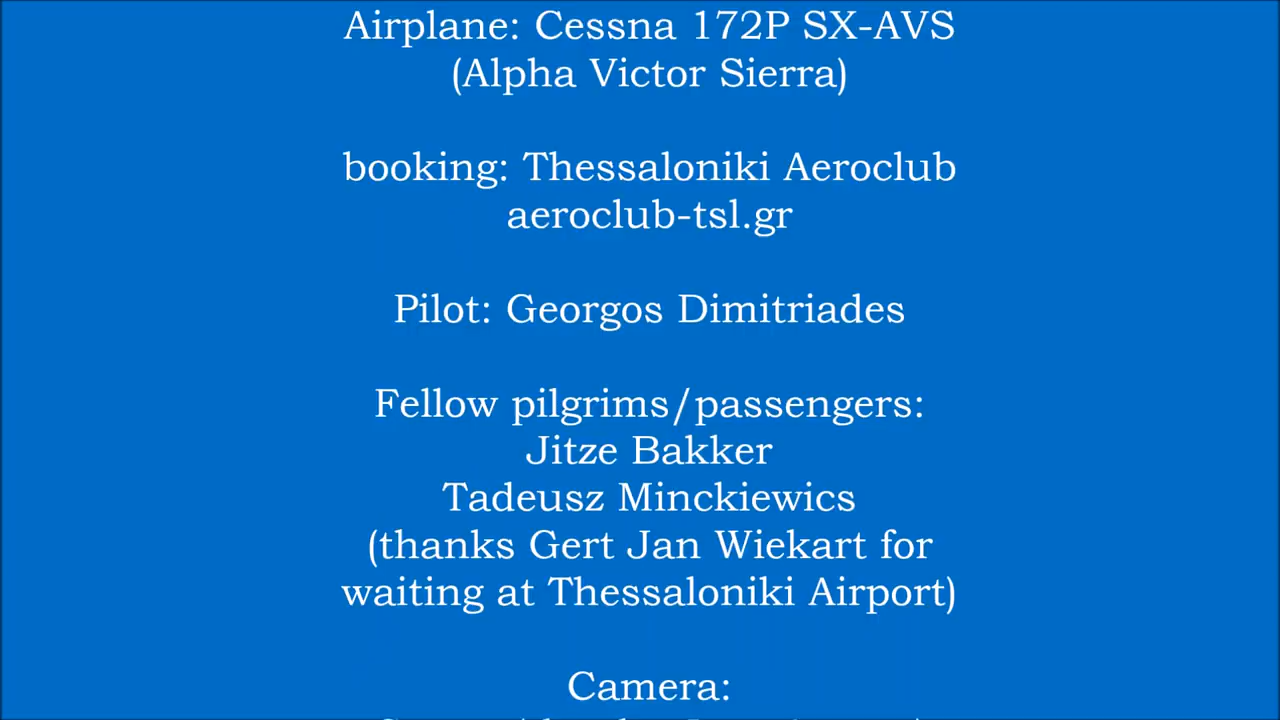 Airplane: Cessna 172P SX-AVS
(Alpha Victor Sierra)
booking: Thessaloniki Aeroclub
aeroclub-tsl.gr
Pilot: Georgos Dimitriades
Fellow pilgrims/passengers:
Jitze Bakker
Tadeusz Minckiewics
(thanks Gert Jan Wiekart for
waiting at Thessaloniki Airport)
Camera: